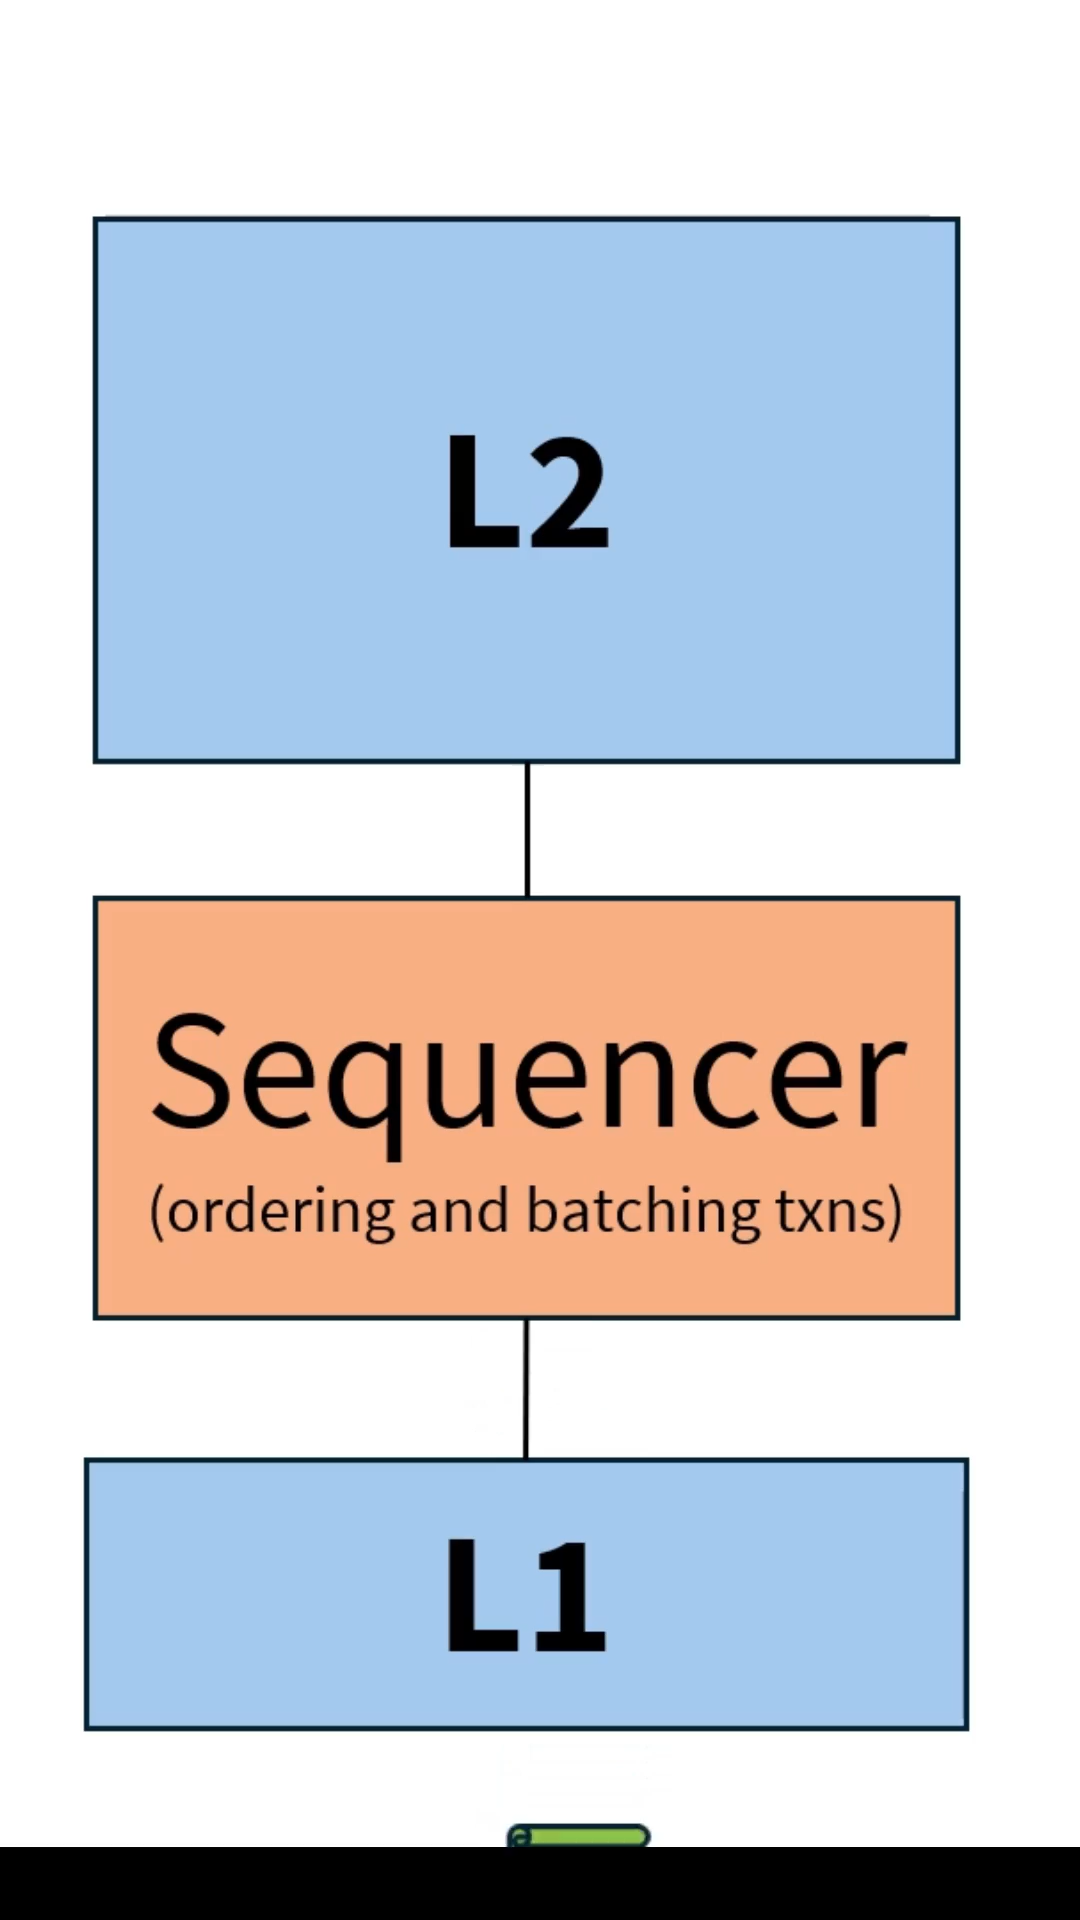 L2
Sequencer
(ordering and batching txns)
L1